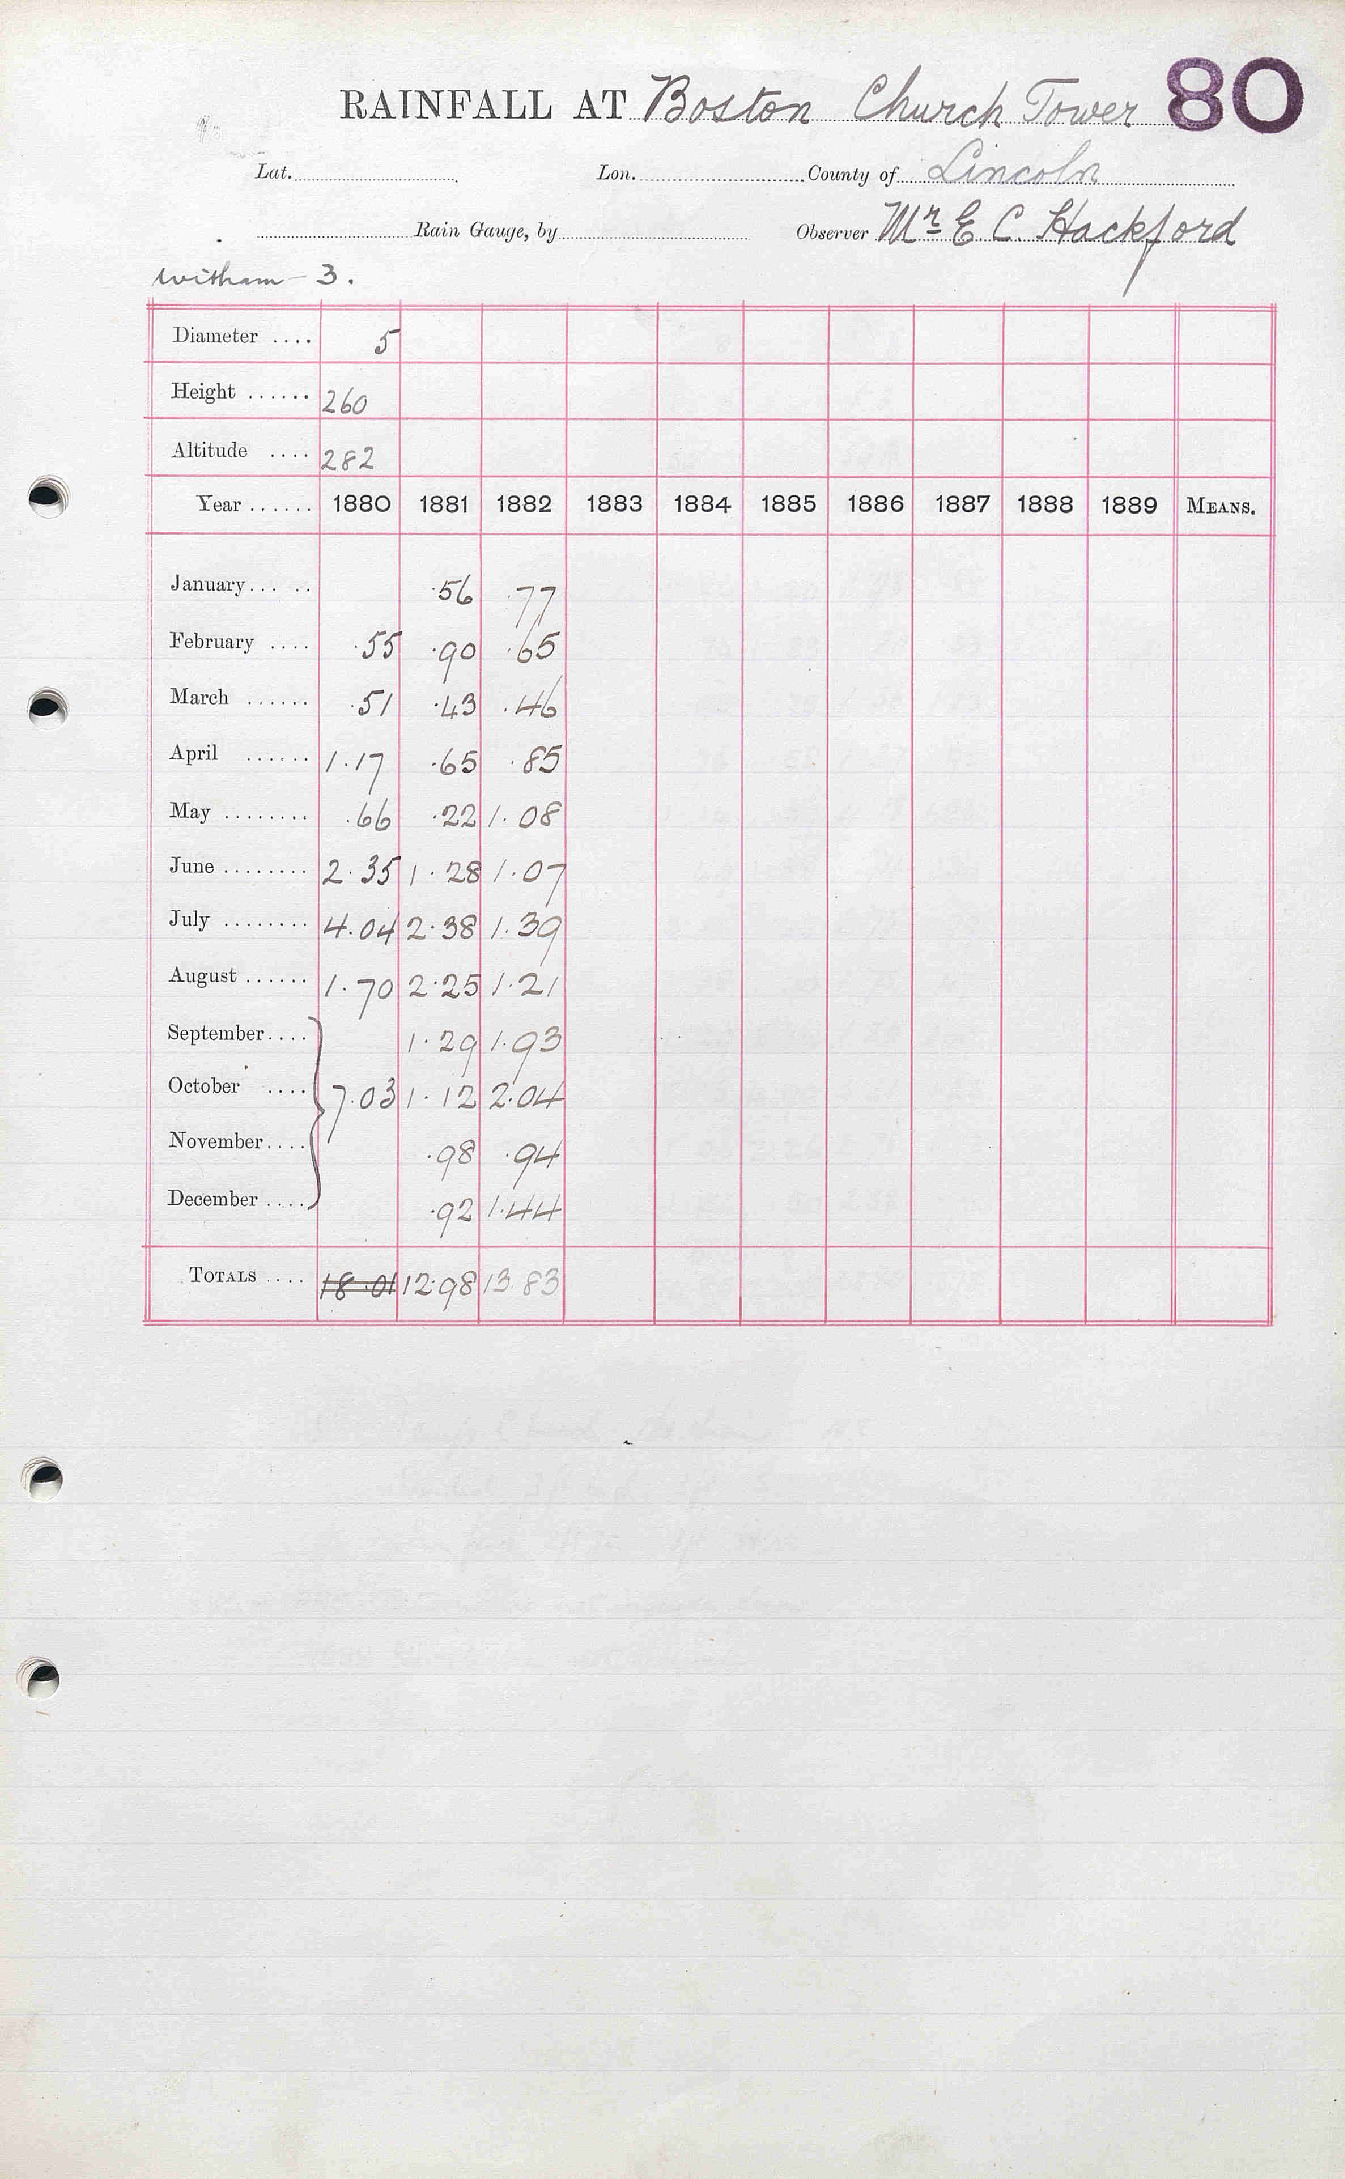 RAINFALL AT Boston Church Tower 80
Lat. Lon. County of Lincoln
Rain Gauge, by Observer Mr E C. Hackford
Witham - 3.
Diameter .... 5
Height ...... 260
Altitude .... 282
Year ...... 1880 1881 1882 1883 1884 1885 1886 1887 1888 1889 MEANS.
January... .. .56 .77
February .... .55 .90 .65
March ...... .51 .43 .46
April ...... 1.17 .65 .85
May ........ .66 .22 1.08
June ........ 2.35 1.28 1.07
July ........ 4.04 2.38 1.39
August ...... 1.70 2.25 1.21
September.... 1.29 1.93
October .... 7.03 1.12 2.04
November.... .98 .94
December .... .92 1.44
TOTALS .... 18.01 12.98 13.83